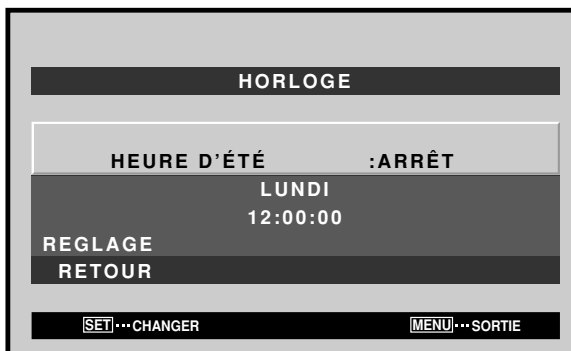 HORLOGE
HEURE D'ÉTÉ :ARRÊT
LUNDI
12:00:00
REGLAGE
RETOUR
SET···CHANGER MENU···SORTIE